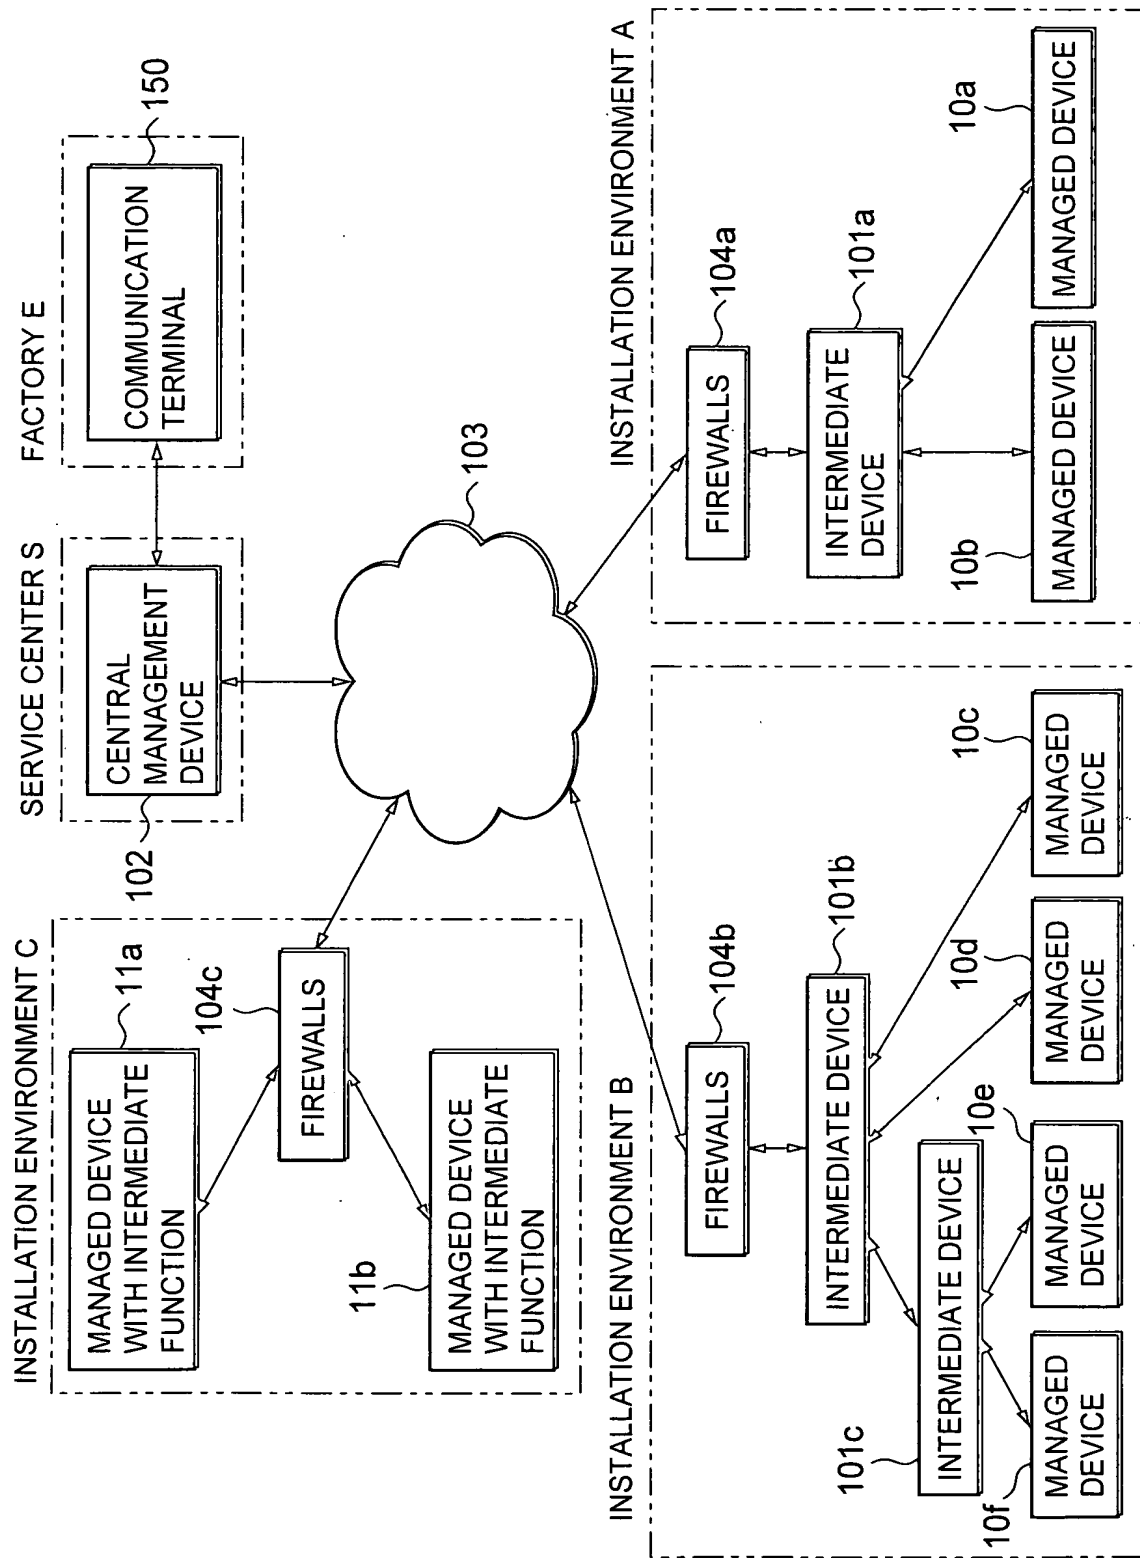 INSTALLATION ENVIRONMENT C
MANAGED DEVICE
WITH INTERMEDIATE
FUNCTION
11a
104c
FIREWALLS
MANAGED DEVICE
WITH INTERMEDIATE
FUNCTION
11b
SERVICE CENTER S
CENTRAL
MANAGEMENT
DEVICE
102
FACTORY E
COMMUNICATION
TERMINAL
150
103
INSTALLATION ENVIRONMENT B
FIREWALLS
104b
INTERMEDIATE DEVICE
101b
101c
INTERMEDIATE DEVICE
10f
MANAGED
DEVICE
10e
MANAGED
DEVICE
10d
MANAGED
DEVICE
10c
MANAGED
DEVICE
INSTALLATION ENVIRONMENT A
FIREWALLS
104a
INTERMEDIATE
DEVICE
101a
10b
MANAGED DEVICE
10a
MANAGED DEVICE